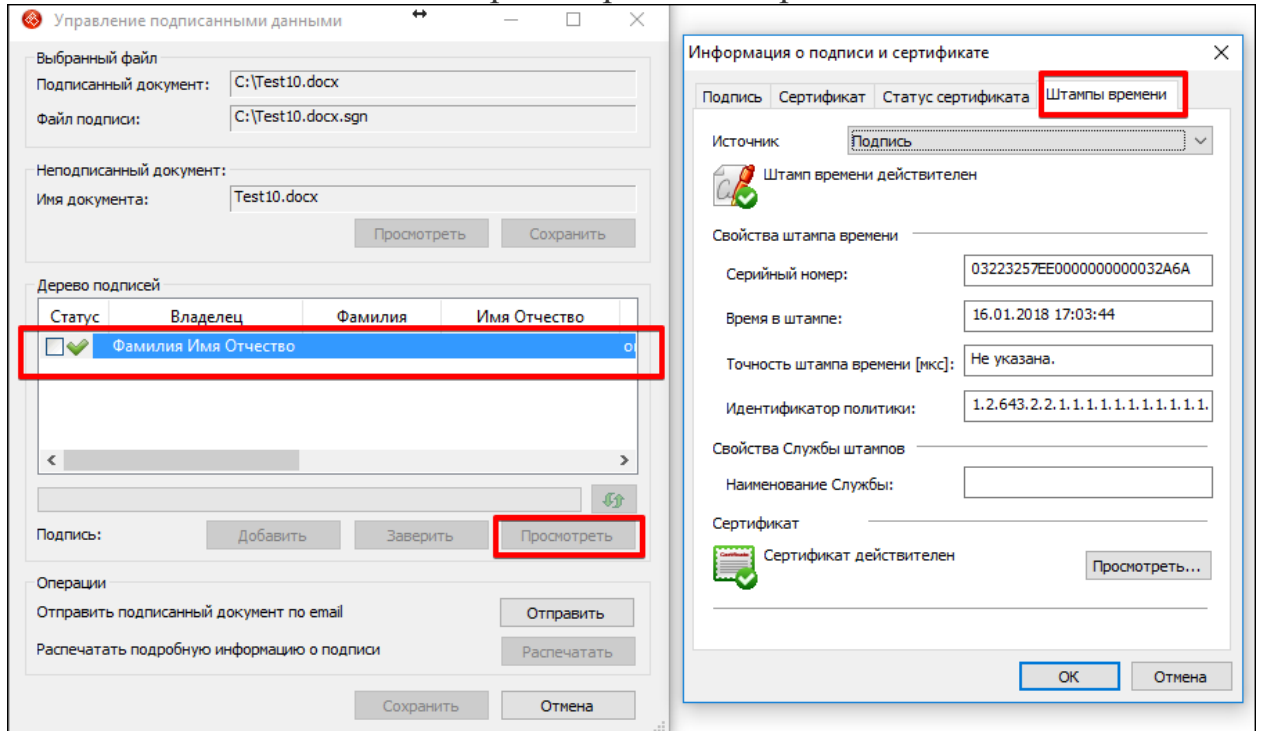 Управление подписанными данными
Выбранный файл
Подписанный документ: C:\Test10.docx
Файл подписи: C:\Test10.docx.sgn
Неподписанный документ:
Имя документа: Test10.docx
Просмотреть Сохранить
Дерево подписей
Статус Владелец Фамилия Имя Отчество
Фамилия Имя Отчество
Подпись: Добавить Заверить Просмотреть
Операции
Отправить подписанный документ по email Отправить
Распечатать подробную информацию о подписи Распечатать
Сохранить Отмена
Информация о подписи и сертификате
Подпись Сертификат Статус сертификата Штампы времени
Источник Подпись
Штамп времени действителен
Свойства штампа времени
Серийный номер: 03223257EE0000000000032A6A
Время в штампе: 16.01.2018 17:03:44
Точность штампа времени [мкс]: Не указана.
Идентификатор политики: 1.2.643.2.2.1.1.1.1.1.1.1.1.1.1.1.
Свойства Службы штампов
Наименование Службы:
Сертификат
Сертификат действителен
Просмотреть...
OK Отмена